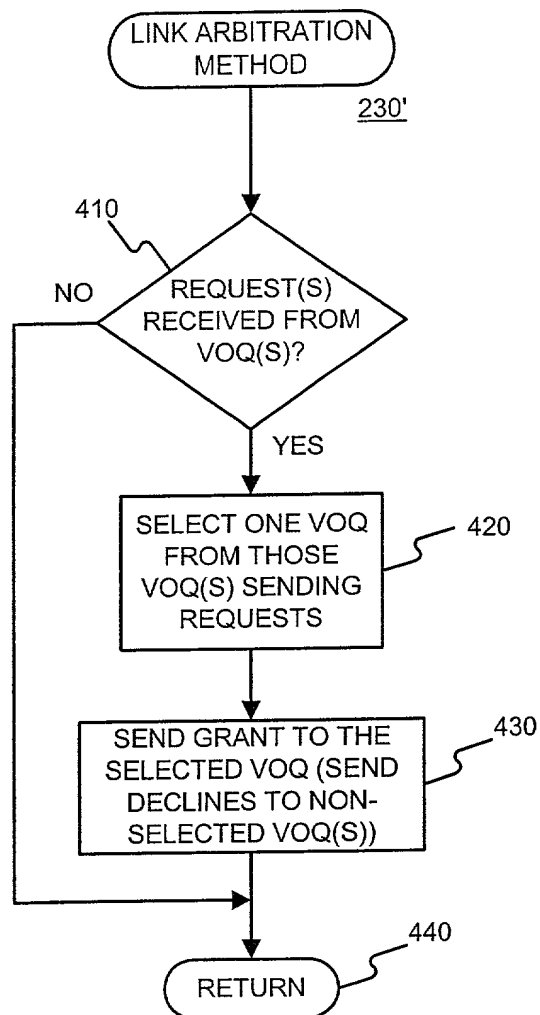 LINK ARBITRATION
METHOD
230'
410
NO
REQUEST(S)
RECEIVED FROM
VOQ(S)?
YES
SELECT ONE VOQ
FROM THOSE
VOQ(S) SENDING
REQUESTS
420
SEND GRANT TO THE
SELECTED VOQ (SEND
DECLINES TO NON-
SELECTED VOQ(S))
430
440
RETURN